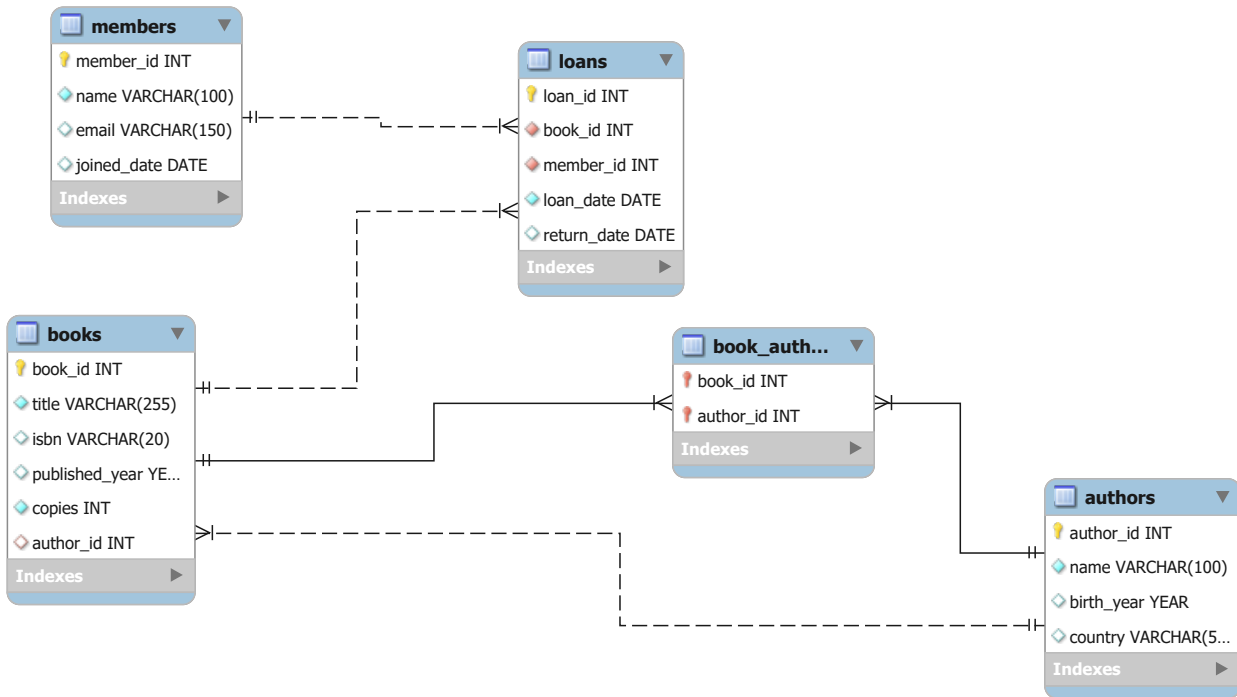 members
member_id INT
name VARCHAR(100)
email VARCHAR(150)
joined_date DATE
Indexes
loans
loan_id INT
book_id INT
member_id INT
loan_date DATE
return_date DATE
Indexes
books
book_id INT
title VARCHAR(255)
isbn VARCHAR(20)
published_year YE...
copies INT
author_id INT
Indexes
book_auth...
book_id INT
author_id INT
Indexes
authors
author_id INT
name VARCHAR(100)
birth_year YEAR
country VARCHAR(5...
Indexes